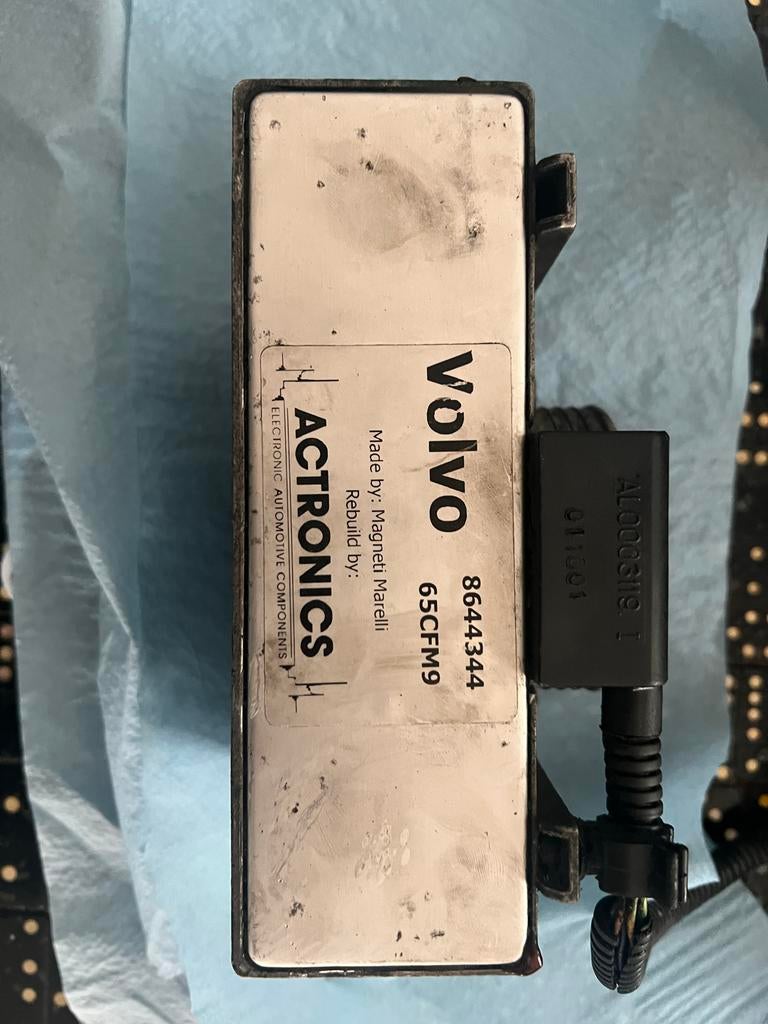 Volvo
8644344
65CFM9
Made by: Magneti Marelli
Rebuild by:
ACTRONICS
ELECTRONIC AUTOMOTIVE COMPONENTS